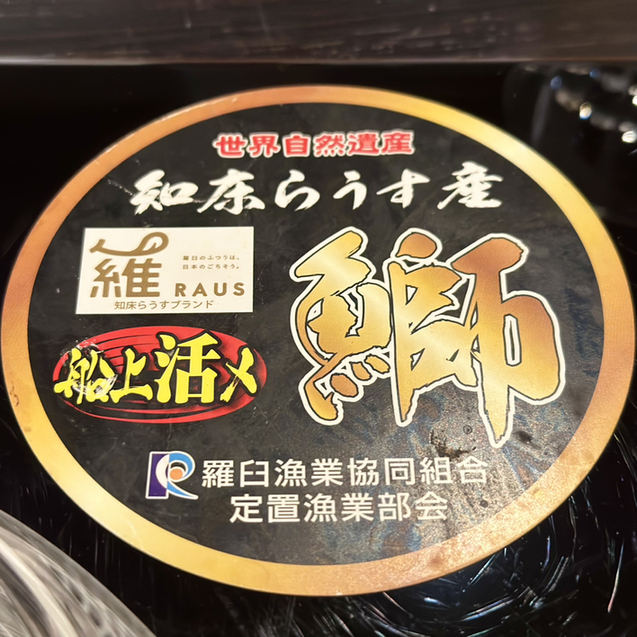 世界自然遺産
知床らうす産
羅
羅臼のふつうは、
日本のごちそう。
RAUS
知床らうすブランド
鰤
船上活〆
羅臼漁業協同組合
定置漁業部会